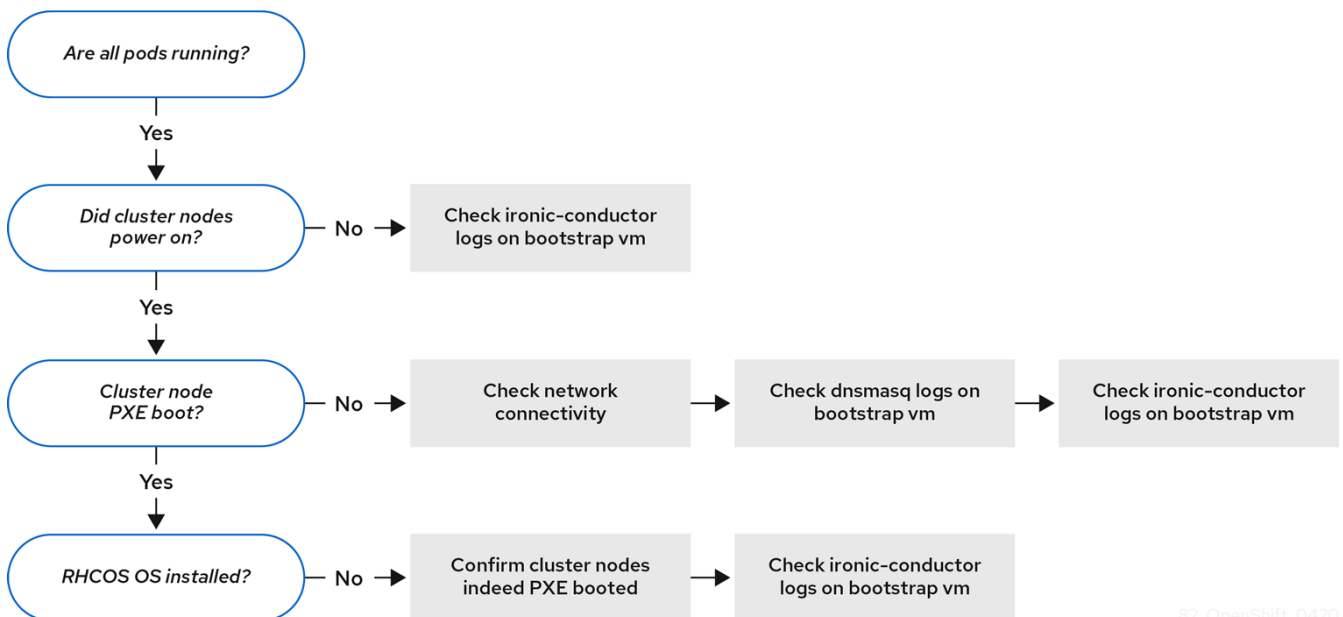 Are all pods running?
Yes
Did cluster nodes
power on?
No
Check ironic-conductor
logs on bootstrap vm
Yes
Cluster node
PXE boot?
No
Check network
connectivity
Check dnsmasq logs on
bootstrap vm
Check ironic-conductor
logs on bootstrap vm
Yes
RHCOS OS installed?
No
Confirm cluster nodes
indeed PXE booted
Check ironic-conductor
logs on bootstrap vm
82_OpenShift_0420